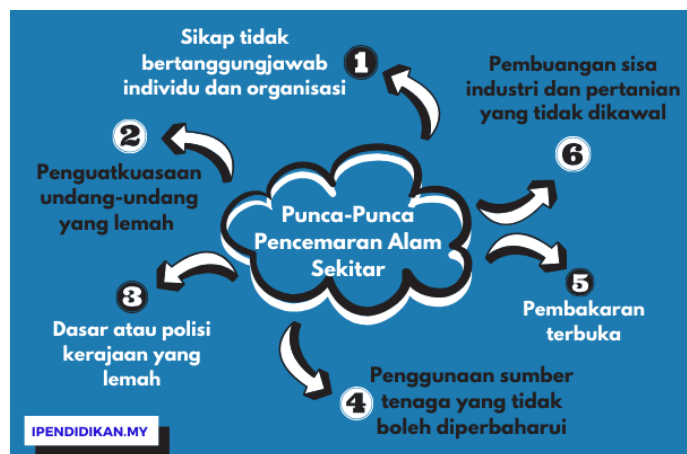 Punca-Punca
Pencemaran Alam
Sekitar
1
Sikap tidak
bertanggungjawab
individu dan organisasi
2
Penguatkuasaan
undang-undang
yang lemah
3
Dasar atau polisi
kerajaan yang
lemah
4
Penggunaan sumber
tenaga yang tidak
boleh diperbaharui
5
Pembakaran
terbuka
Pembuangan sisa
industri dan pertanian
yang tidak dikawal
6
IPENDIDIKAN.MY